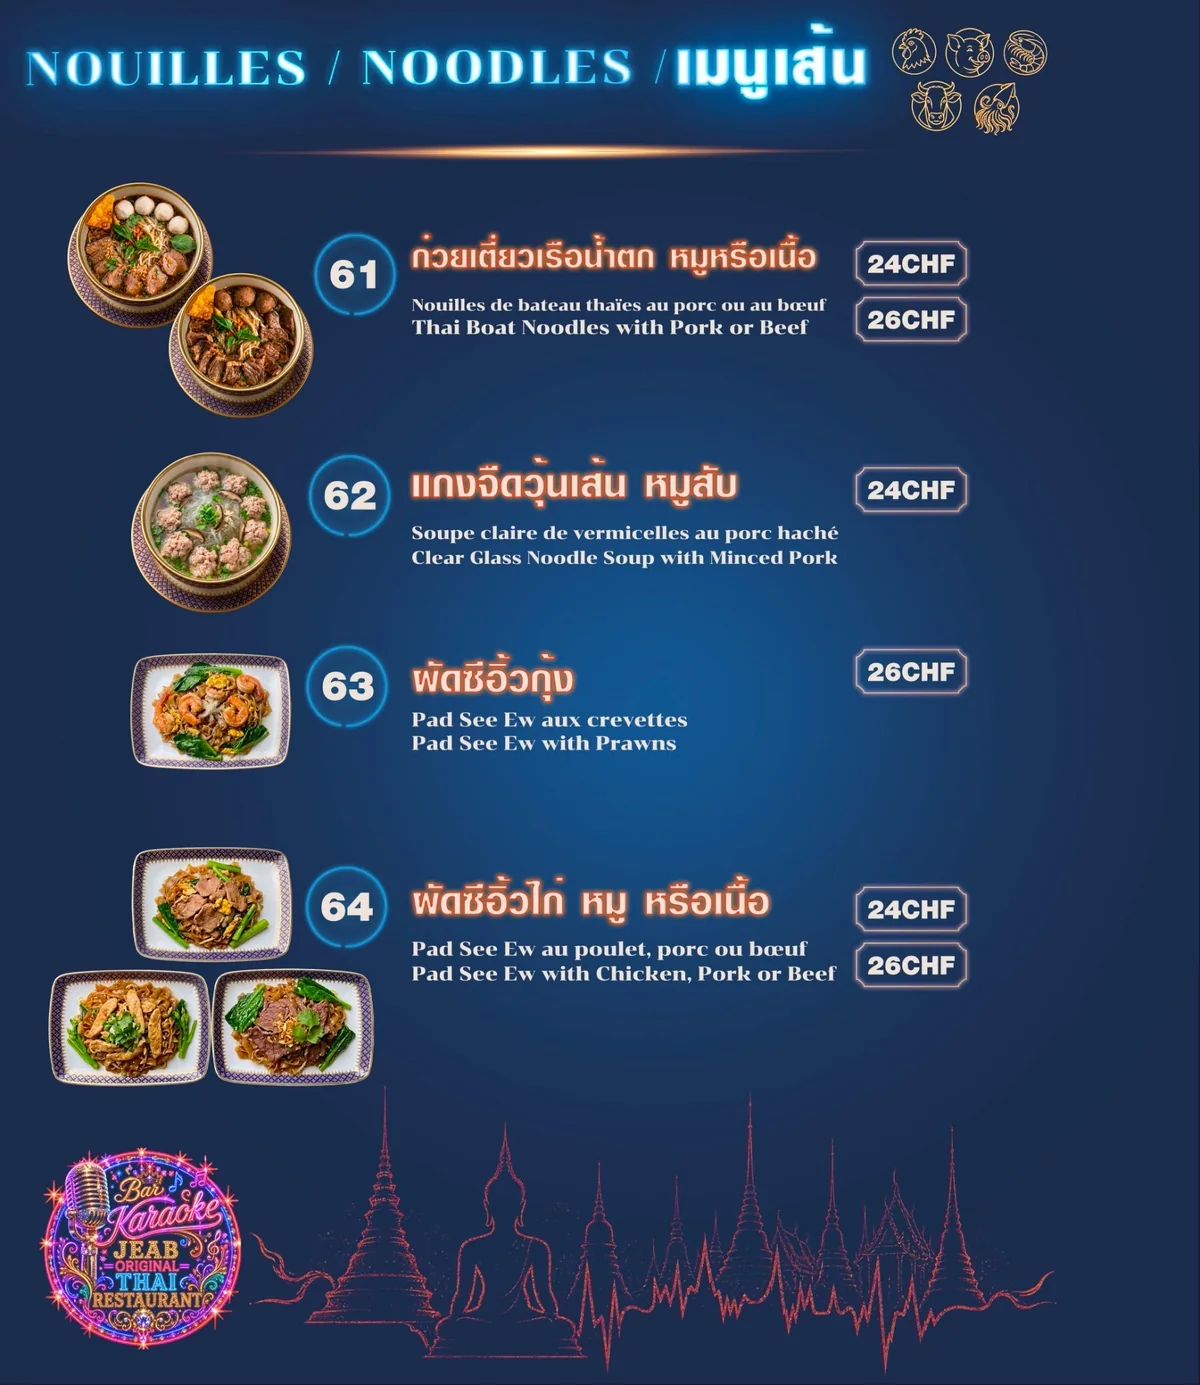 NOUILLES / NOODLES / เมนูเส้น
61
ก๋วยเตี๋ยวเรือน้ำตก หมูหรือเนื้อ
24CHF
Nouilles de bateau thaïes au porc ou au bœuf
Thai Boat Noodles with Pork or Beef
26CHF
62
แกงจืดวุ้นเส้น หมูสับ
24CHF
Soupe claire de vermicelles au porc haché
Clear Glass Noodle Soup with Minced Pork
63
ผัดซีอิ้วกุ้ง
26CHF
Pad See Ew aux crevettes
Pad See Ew with Prawns
64
ผัดซีอิ้วไก่ หมู หรือเนื้อ
24CHF
Pad See Ew au poulet, porc ou bœuf
Pad See Ew with Chicken, Pork or Beef
26CHF
Bar
Karaoke
JEAB
ORIGINAL
THAI
RESTAURANT